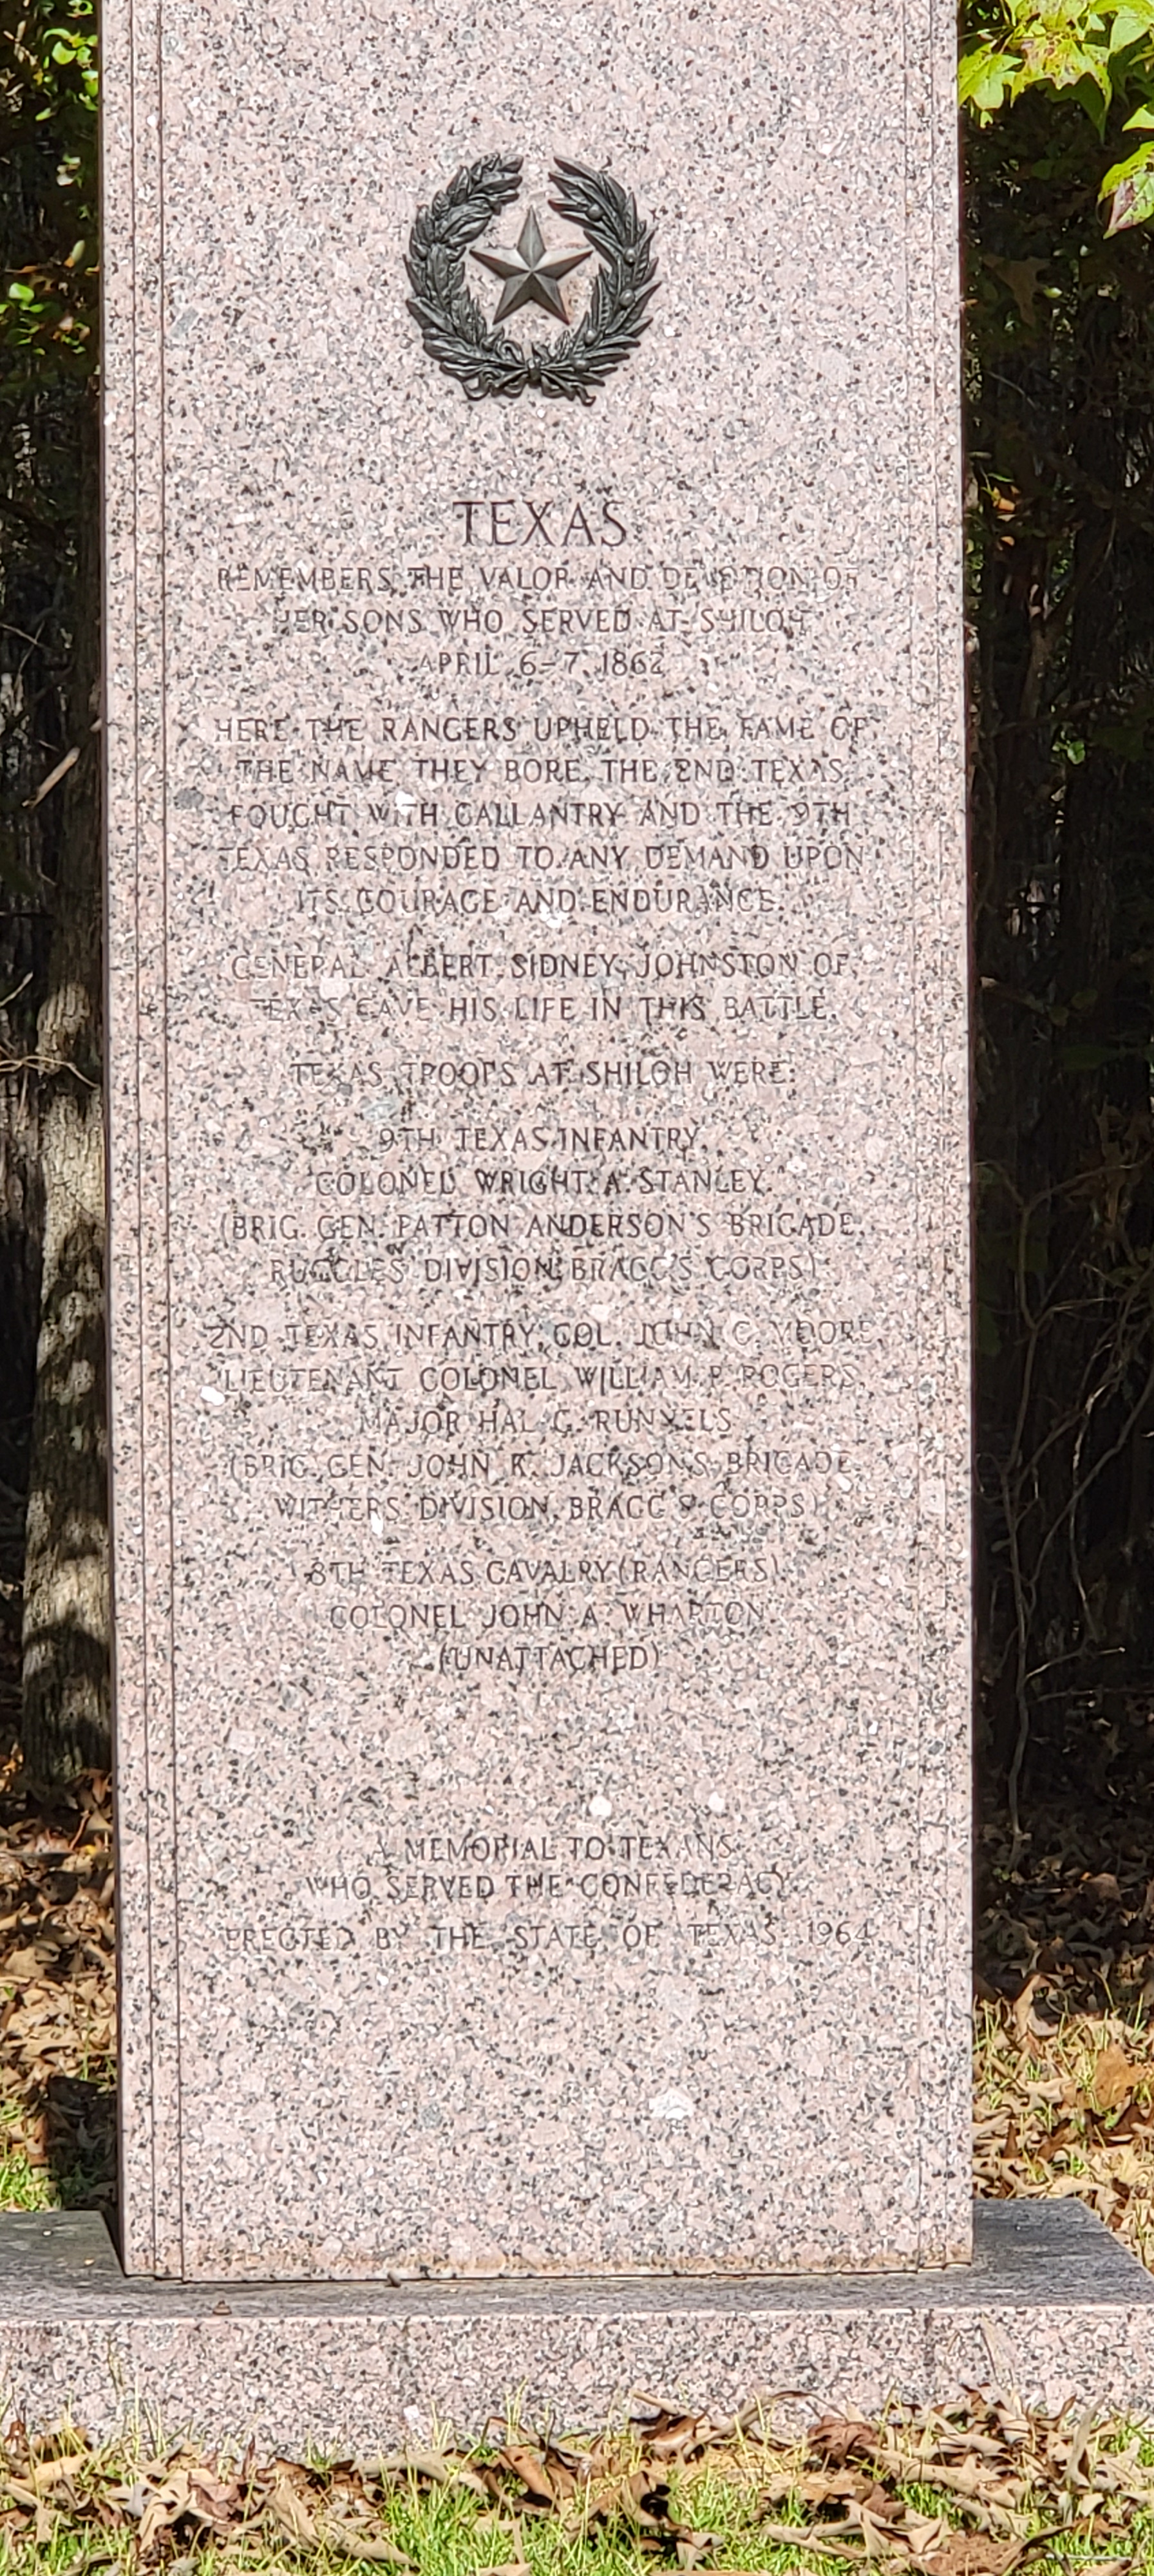 TEXAS
REMEMBERS THE VALOR AND DEVOTION OF
HER SONS WHO SERVED AT SHILOH
APRIL 6-7, 1862
HERE THE RANGERS UPHELD THE FAME OF
THE NAME THEY BORE, THE 2ND TEXAS
FOUGHT WITH GALLANTRY AND THE 9TH
TEXAS RESPONDED TO ANY DEMAND UPON
ITS COURAGE AND ENDURANCE.
GENERAL ALBERT SIDNEY JOHNSTON OF
TEXAS GAVE HIS LIFE IN THIS BATTLE.
TEXAS TROOPS AT SHILOH WERE:
9TH TEXAS INFANTRY,
COLONEL WRIGHT A. STANLEY.
(BRIG. GEN. PATTON ANDERSON'S BRIGADE,
RUGGLES' DIVISION, BRAGG'S CORPS)
2ND TEXAS INFANTRY, COL. JOHN C. MOORE,
LIEUTENANT COLONEL WILLIAM P. ROGERS,
MAJOR HAL G. RUNNELS
(BRIG. GEN. JOHN K. JACKSON'S BRIGADE,
WITHERS' DIVISION, BRAGG'S CORPS)
8TH TEXAS CAVALRY (RANGERS)
COLONEL JOHN A. WHARTON
(UNATTACHED)
A MEMORIAL TO TEXANS
WHO SERVED THE CONFEDERACY
ERECTED BY THE STATE OF TEXAS 1964